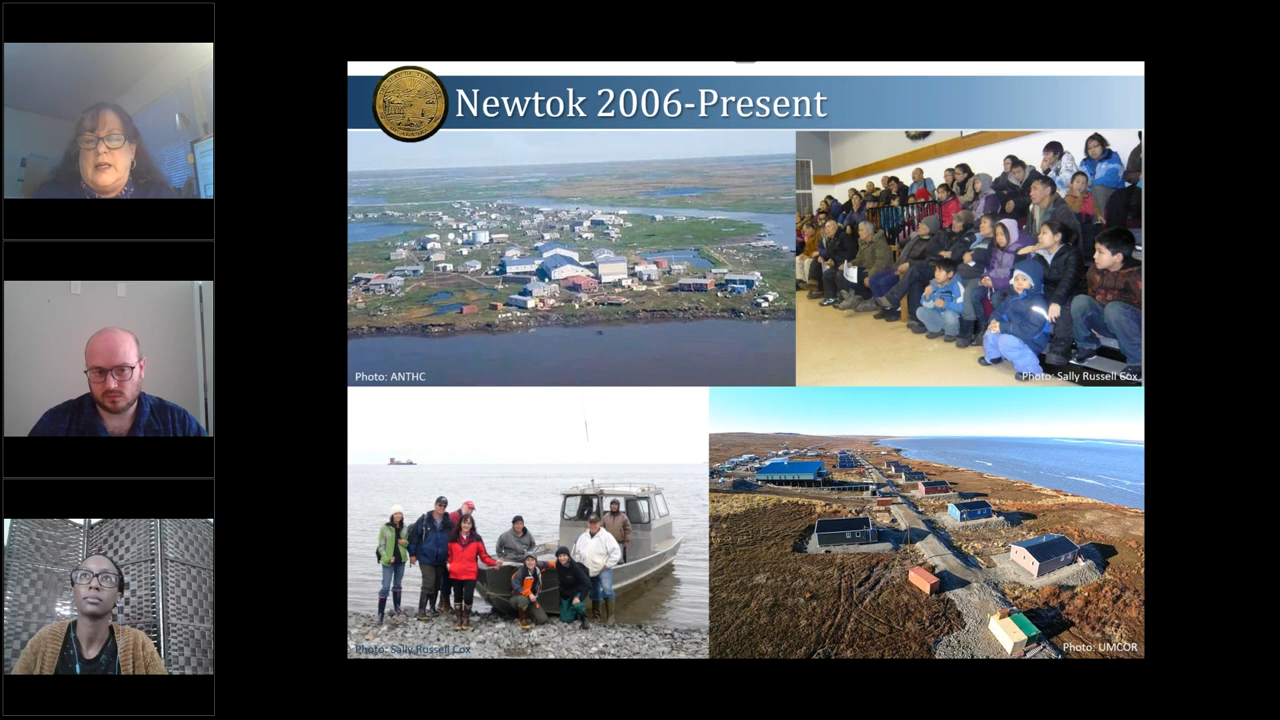 Newtok 2006-Present
Photo: ANTHC
Photo: Sally Russell Cox
Photo: Sally Russell Cox
Photo: UMCOR